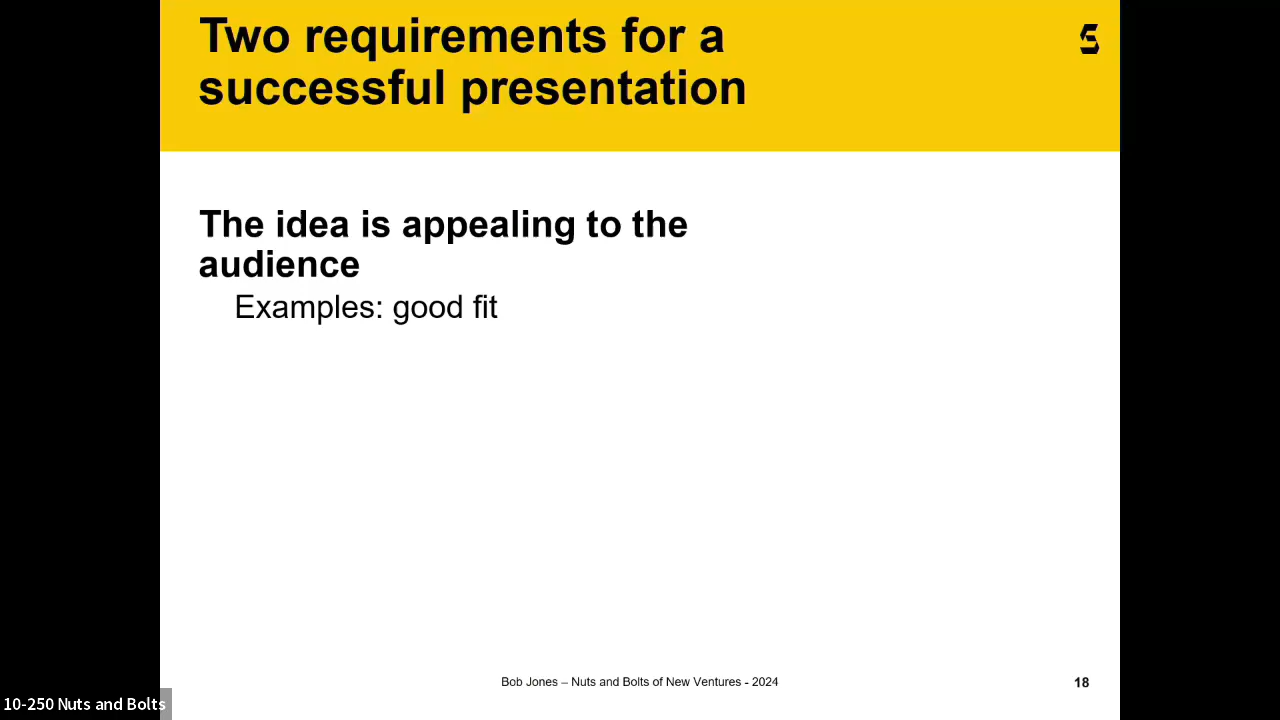 Two requirements for a
successful presentation
The idea is appealing to the
audience
Examples: good fit
Bob Jones – Nuts and Bolts of New Ventures - 2024
18
10-250 Nuts and Bolts